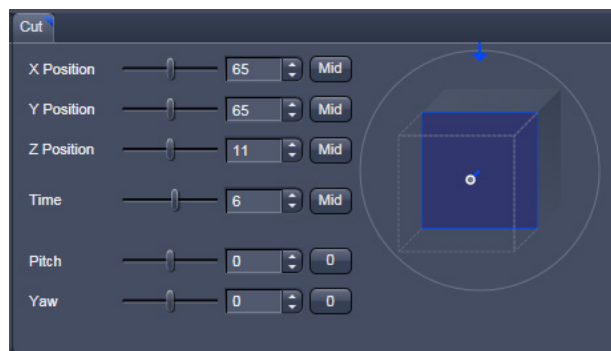 Cut
X Position 65 Mid
Y Position 65 Mid
Z Position 11 Mid
Time 6 Mid
Pitch 0 0
Yaw 0 0